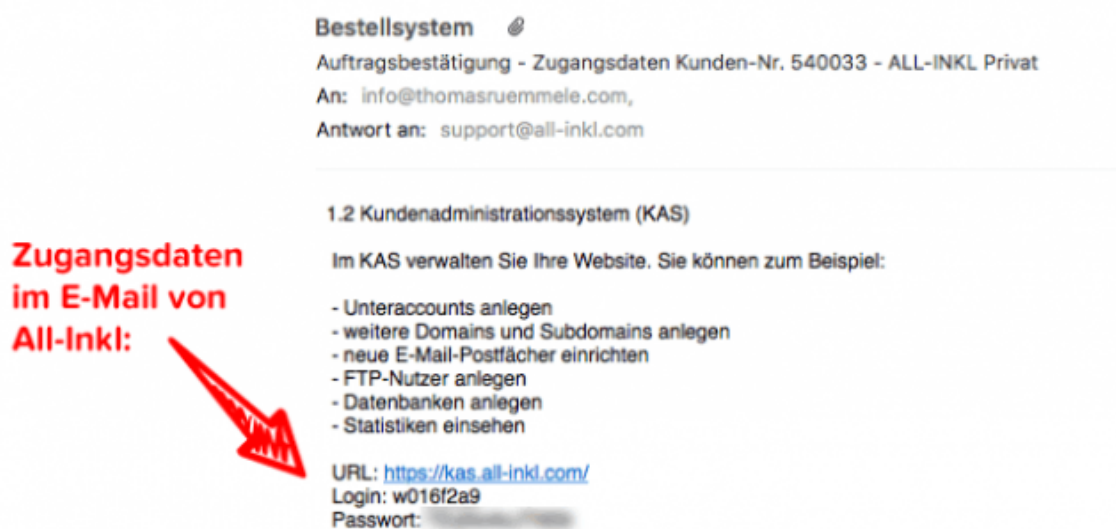 Bestellsystem
Auftragsbestätigung - Zugangsdaten Kunden-Nr. 540033 - ALL-INKL Privat
An: info@thomasruemmele.com,
Antwort an: support@all-inkl.com
1.2 Kundenadministrationssystem (KAS)
Zugangsdaten
im E-Mail von
All-Inkl:
Im KAS verwalten Sie Ihre Website. Sie können zum Beispiel:
- Unteraccounts anlegen
- weitere Domains und Subdomains anlegen
- neue E-Mail-Postfächer einrichten
- FTP-Nutzer anlegen
- Datenbanken anlegen
- Statistiken einsehen
URL: https://kas.all-inkl.com/
Login: w016f2a9
Passwort: